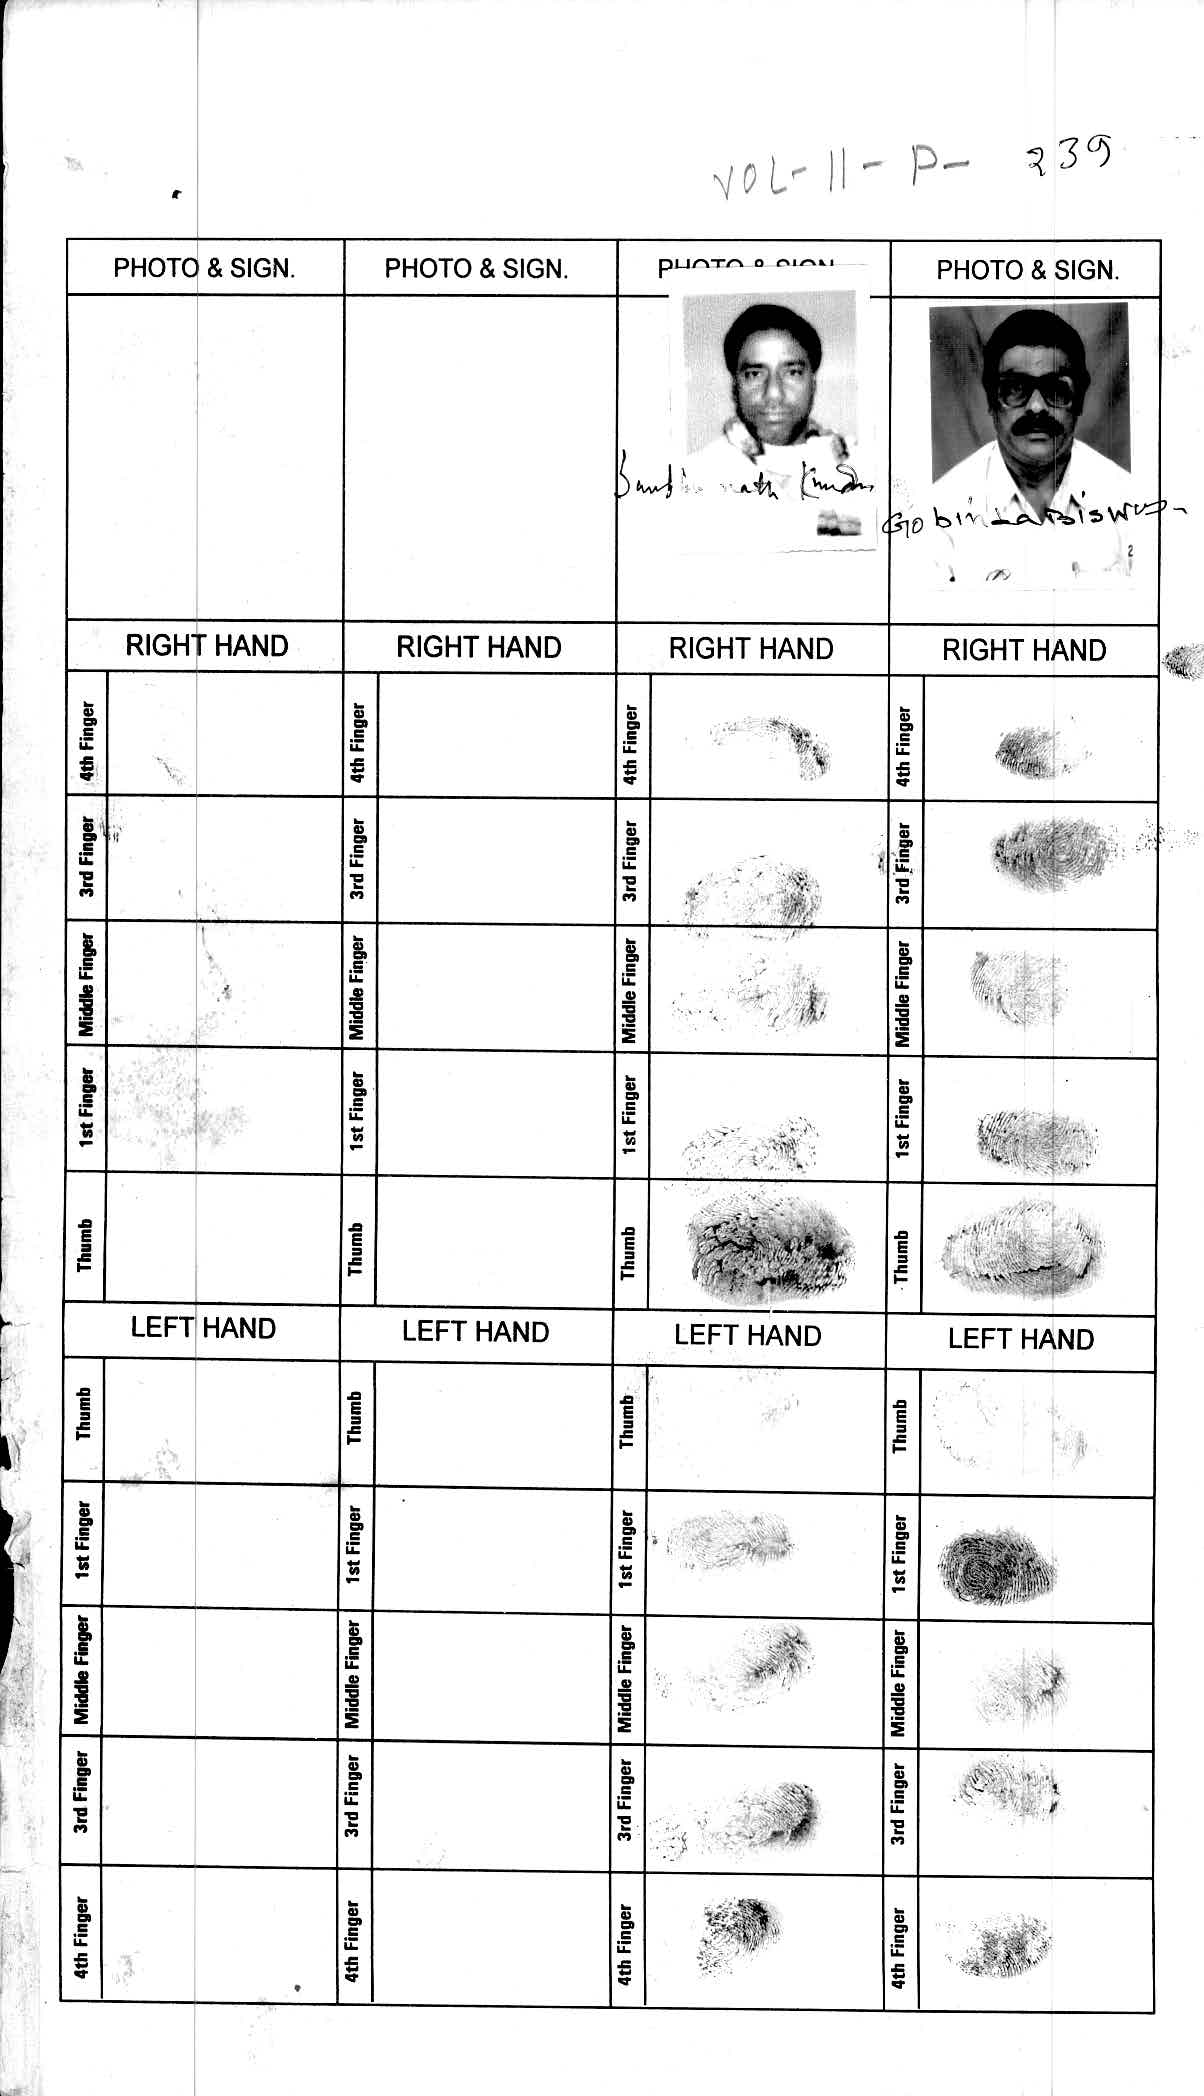 VOL-II-P- 239
PHOTO & SIGN. PHOTO & SIGN. PHOTO & SIGN. PHOTO & SIGN.
nath
Gobinda Biswas
2
RIGHT HAND RIGHT HAND RIGHT HAND RIGHT HAND
4th Finger 4th Finger 4th Finger 4th Finger
3rd Finger 3rd Finger 3rd Finger 3rd Finger
Middle Finger Middle Finger Middle Finger Middle Finger
1st Finger 1st Finger 1st Finger 1st Finger
Thumb Thumb Thumb Thumb
LEFT HAND LEFT HAND LEFT HAND LEFT HAND
Thumb Thumb Thumb Thumb
1st Finger 1st Finger 1st Finger 1st Finger
Middle Finger Middle Finger Middle Finger Middle Finger
3rd Finger 3rd Finger 3rd Finger 3rd Finger
4th Finger 4th Finger 4th Finger 4th Finger